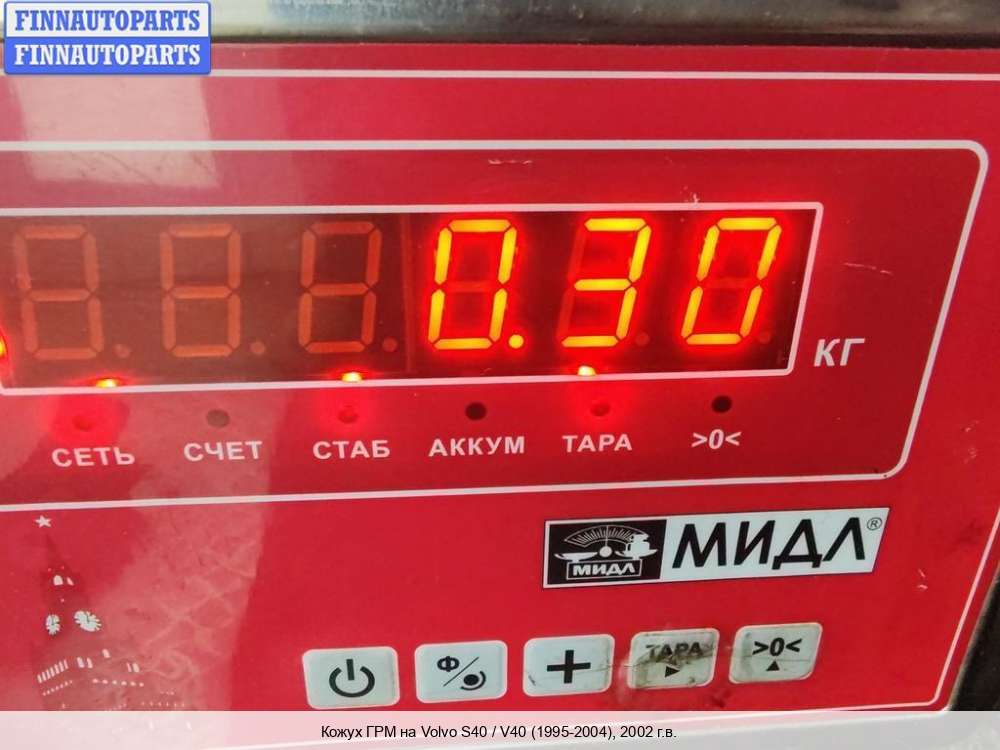 FINNAUTOPARTS
FINNAUTOPARTS
0.30
КГ
СЕТЬ СЧЕТ СТАБ АККУМ ТАРА >0<
МИДЛ МИДЛ®
Ф + ТАРА >0<
Кожух ГРМ на Volvo S40 / V40 (1995-2004), 2002 г.в.